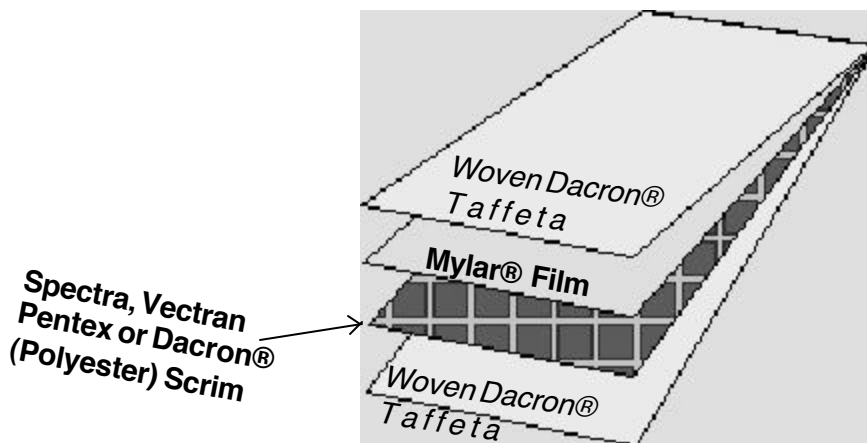 Woven Dacron®
Taffeta
Mylar® Film
Spectra, Vectran
Pentex or Dacron®
(Polyester) Scrim
Woven Dacron®
Taffeta